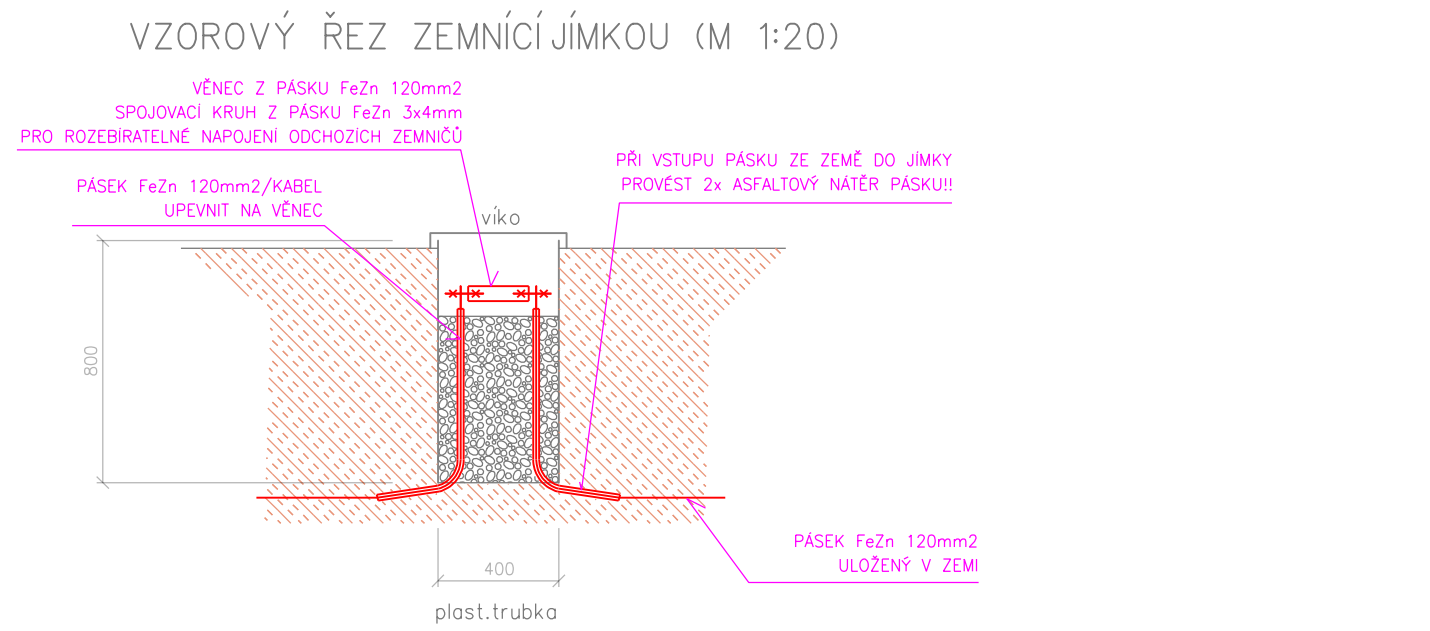 VZOROVÝ ŘEZ ZEMNÍCÍ JÍMKOU (M 1:20)
VĚNEC Z PÁSKU FeZn 120mm2
SPOJOVACÍ KRUH Z PÁSKU FeZn 3x4mm
PRO ROZEBÍRATELNÉ NAPOJENÍ ODCHOZÍCH ZEMNIČŮ
PŘI VSTUPU PÁSKU ZE ZEMĚ DO JÍMKY
PROVÉST 2x ASFALTOVÝ NÁTĚR PÁSKU!!
PÁSEK FeZn 120mm2/KABEL
UPEVNIT NA VĚNEC
víko
800
PÁSEK FeZn 120mm2
ULOŽENÝ V ZEMI
400
plast.trubka